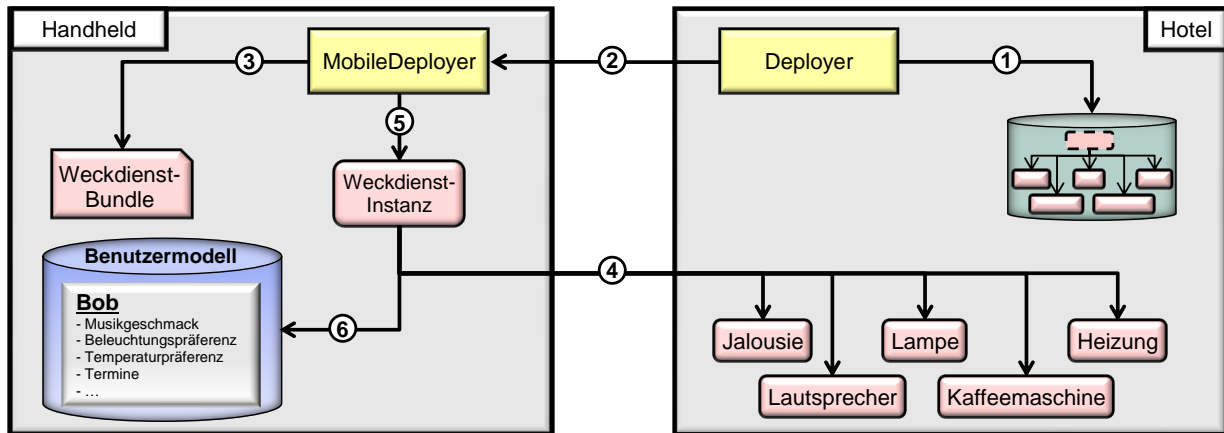 Handheld
Hotel
MobileDeployer
Deployer
3
2
1
5
Weckdienst-
Bundle
Weckdienst-
Instanz
Benutzermodell
4
Bob
- Musikgeschmack
- Beleuchtungspräferenz
- Temperaturpräferenz
- Termine
- ...
6
Jalousie
Lampe
Heizung
Lautsprecher
Kaffeemaschine